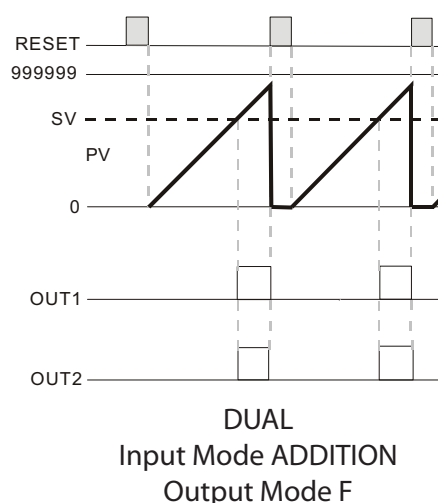 RESET
999999
SV
PV
0
OUT1
OUT2
DUAL
Input Mode ADDITION
Output Mode F